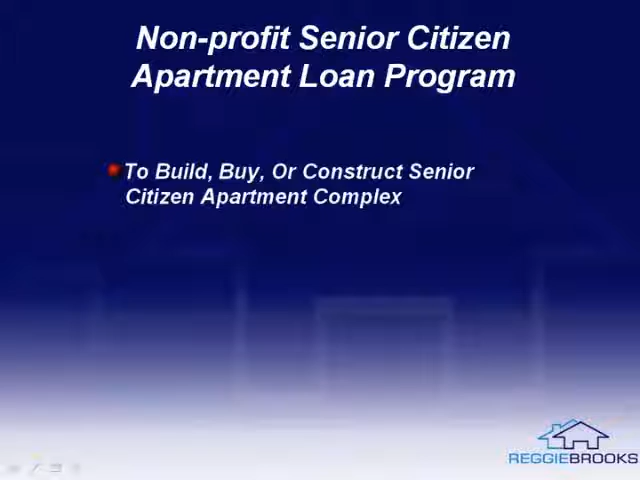 Non-profit Senior Citizen
Apartment Loan Program
To Build, Buy, Or Construct Senior
Citizen Apartment Complex
REGGIEBROOKS